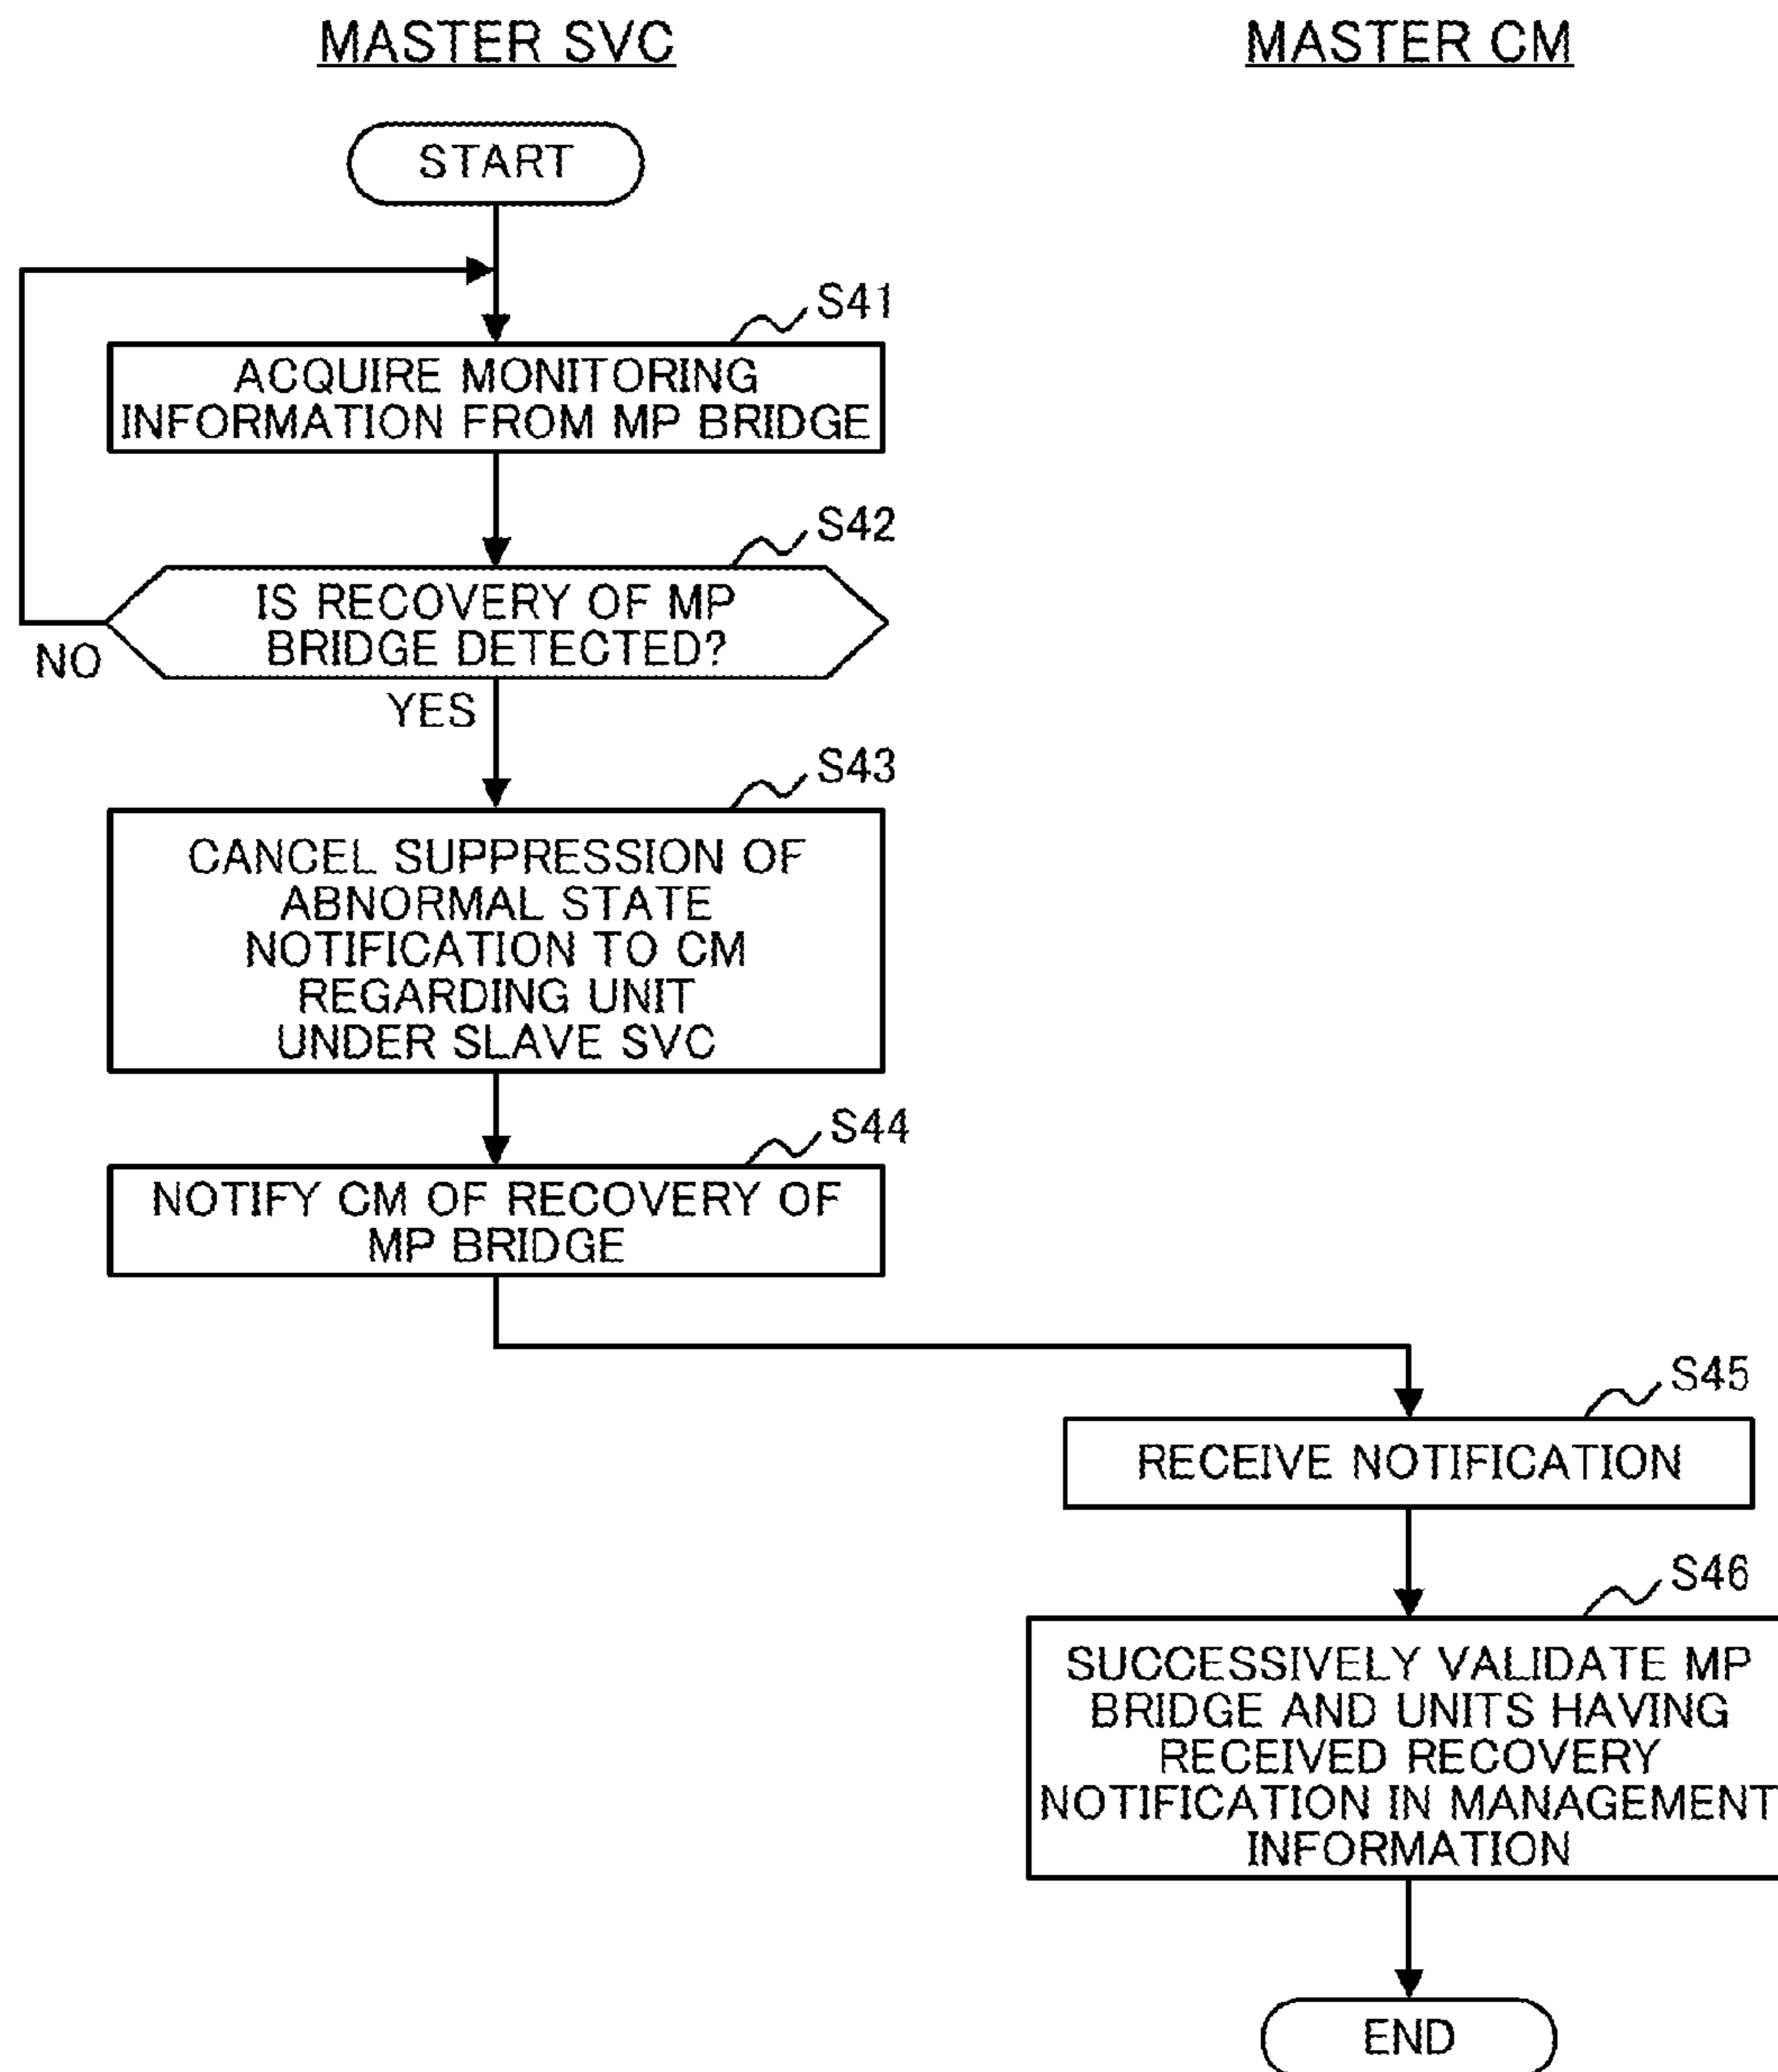 MASTER SVC
MASTER CM
START
S41
ACQUIRE MONITORING
INFORMATION FROM MP BRIDGE
S42
IS RECOVERY OF MP
BRIDGE DETECTED?
NO
YES
S43
CANCEL SUPPRESSION OF
ABNORMAL STATE
NOTIFICATION TO CM
REGARDING UNIT
UNDER SLAVE SVC
S44
NOTIFY CM OF RECOVERY OF
MP BRIDGE
S45
RECEIVE NOTIFICATION
S46
SUCCESSIVELY VALIDATE MP
BRIDGE AND UNITS HAVING
RECEIVED RECOVERY
NOTIFICATION IN MANAGEMENT
INFORMATION
END